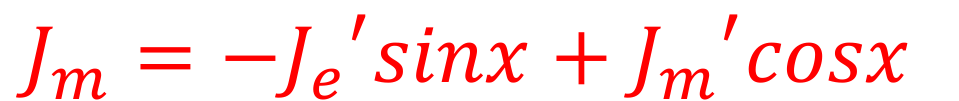 J_m = −J_e′sinx + J_m′cosx